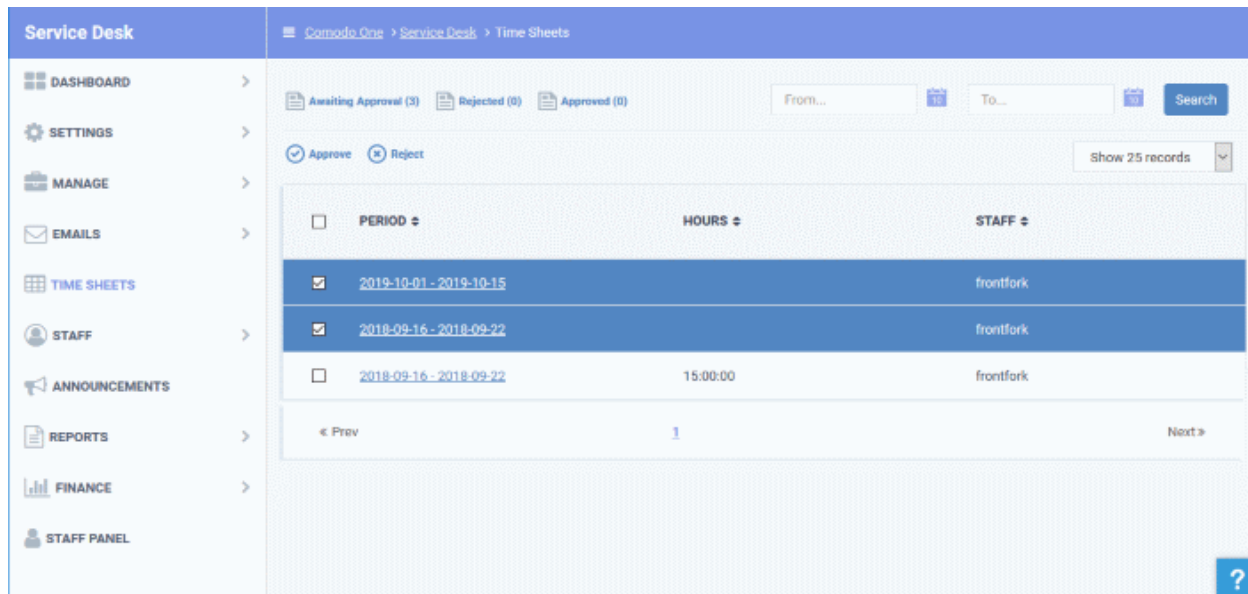 Service Desk
Comodo One > Service Desk > Time Sheets
DASHBOARD
SETTINGS
MANAGE
EMAILS
TIME SHEETS
STAFF
ANNOUNCEMENTS
REPORTS
FINANCE
STAFF PANEL
Awaiting Approval (3) Rejected (0) Approved (0) From... 10 To... 10 Search
Approve Reject Show 25 records
PERIOD HOURS STAFF
2019-10-01 - 2019-10-15 frontfork
2018-09-16 - 2018-09-22 frontfork
2018-09-16 - 2018-09-22 15:00:00 frontfork
« Prev 1 Next »
?